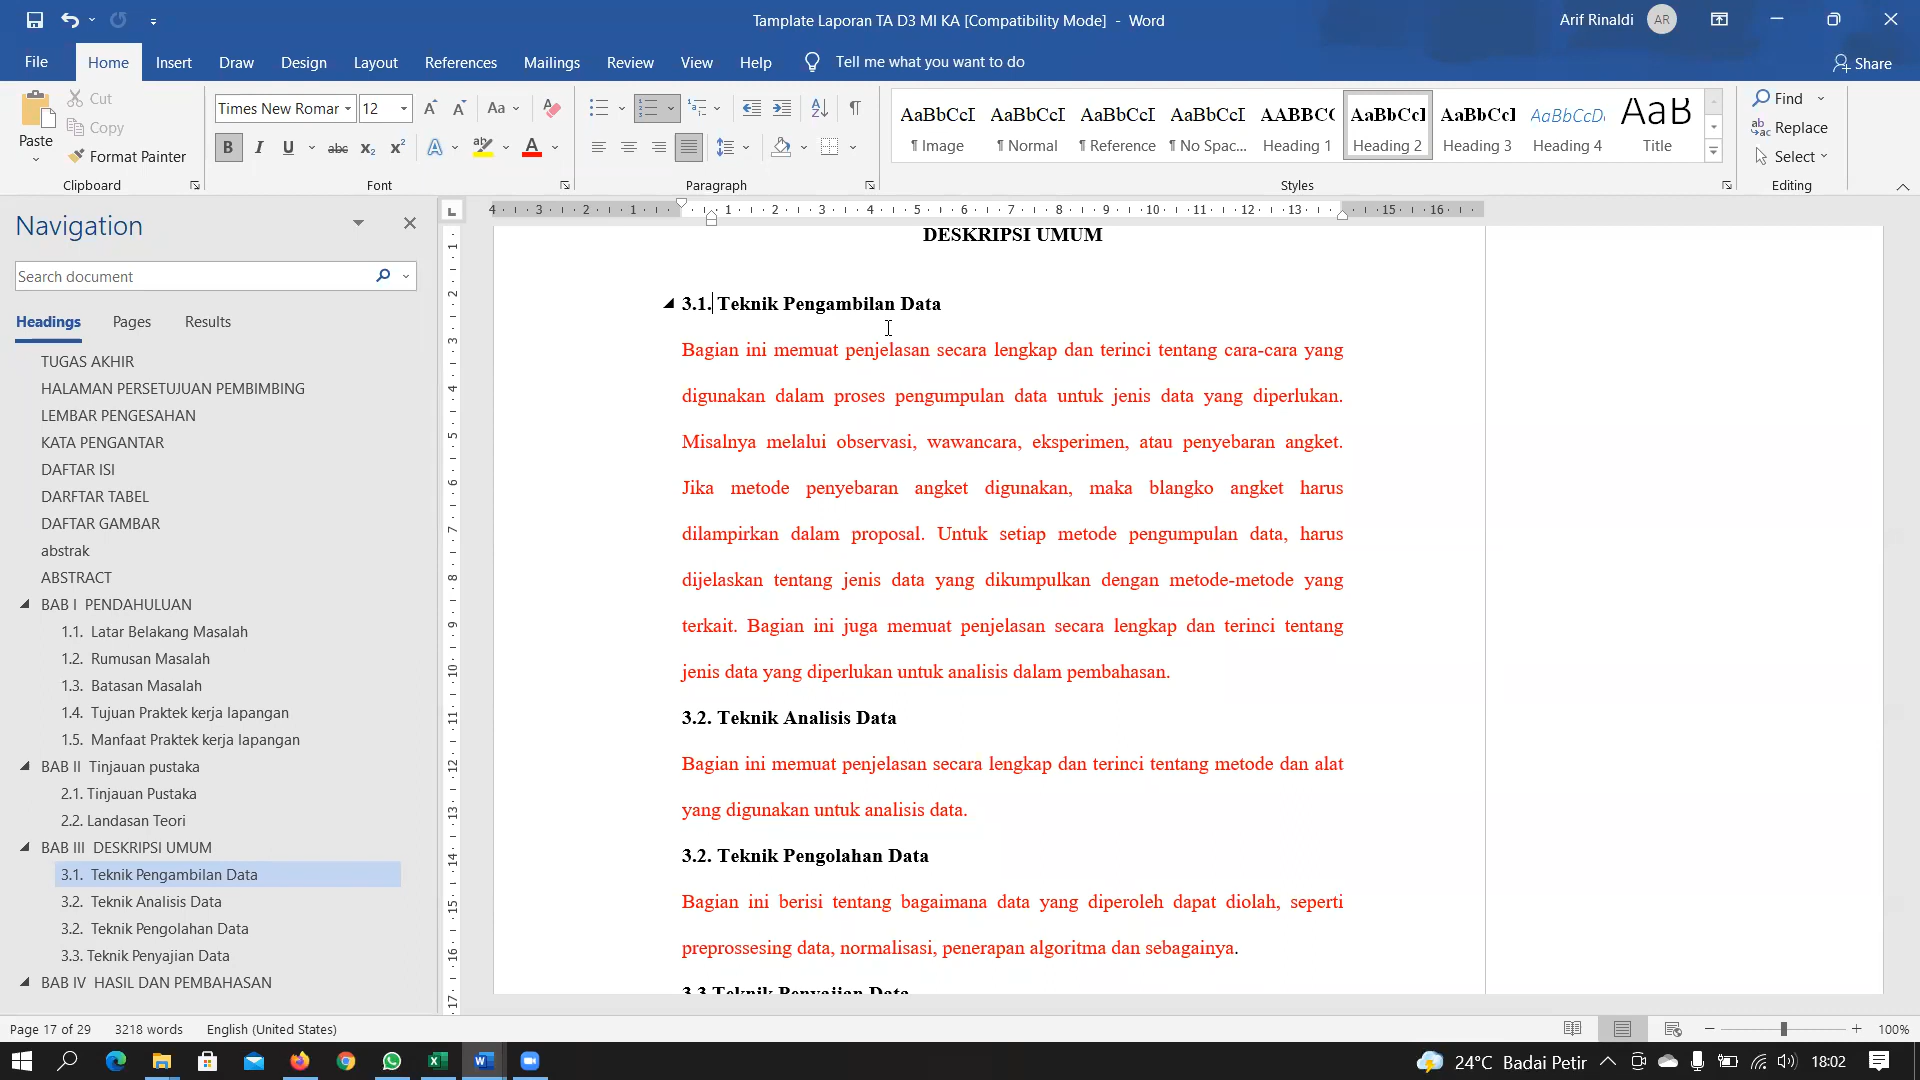 Tamplate Laporan TA D3 MI KA [Compatibility Mode] - Word
Arif Rinaldi
AR
File
Home
Insert
Draw
Design
Layout
References
Mailings
Review
View
Help
Tell me what you want to do
Share
Paste
Cut
Copy
Format Painter
Clipboard
Times New Romar
12
Font
Paragraph
AaBbCcI
¶ Image
AaBbCcI
¶ Normal
AaBbCcI
¶ Reference
AaBbCcI
¶ No Spac...
AABBC(
Heading 1
AaBbCcI
Heading 2
AaBbCcI
Heading 3
AaBbCcD
Heading 4
AaB
Title
Styles
Find
Replace
Select
Editing
Navigation
Search document
Headings
Pages
Results
TUGAS AKHIR
HALAMAN PERSETUJUAN PEMBIMBING
LEMBAR PENGESAHAN
KATA PENGANTAR
DAFTAR ISI
DARFTAR TABEL
DAFTAR GAMBAR
abstrak
ABSTRACT
BAB I PENDAHULUAN
1.1. Latar Belakang Masalah
1.2. Rumusan Masalah
1.3. Batasan Masalah
1.4. Tujuan Praktek kerja lapangan
1.5. Manfaat Praktek kerja lapangan
BAB II Tinjauan pustaka
2.1. Tinjauan Pustaka
2.2. Landasan Teori
BAB III DESKRIPSI UMUM
3.1. Teknik Pengambilan Data
3.2. Teknik Analisis Data
3.2. Teknik Pengolahan Data
3.3. Teknik Penyajian Data
BAB IV HASIL DAN PEMBAHASAN
DESKRIPSI UMUM
3.1. Teknik Pengambilan Data
Bagian ini memuat penjelasan secara lengkap dan terinci tentang cara-cara yang
digunakan dalam proses pengumpulan data untuk jenis data yang diperlukan.
Misalnya melalui observasi, wawancara, eksperimen, atau penyebaran angket.
Jika metode penyebaran angket digunakan, maka blangko angket harus
dilampirkan dalam proposal. Untuk setiap metode pengumpulan data, harus
dijelaskan tentang jenis data yang dikumpulkan dengan metode-metode yang
terkait. Bagian ini juga memuat penjelasan secara lengkap dan terinci tentang
jenis data yang diperlukan untuk analisis dalam pembahasan.
3.2. Teknik Analisis Data
Bagian ini memuat penjelasan secara lengkap dan terinci tentang metode dan alat
yang digunakan untuk analisis data.
3.2. Teknik Pengolahan Data
Bagian ini berisi tentang bagaimana data yang diperoleh dapat diolah, seperti
preprossesing data, normalisasi, penerapan algoritma dan sebagainya.
3.3 Teknik Penyajian Data
Page 17 of 29
3218 words
English (United States)
100%
24°C Badai Petir
18:02